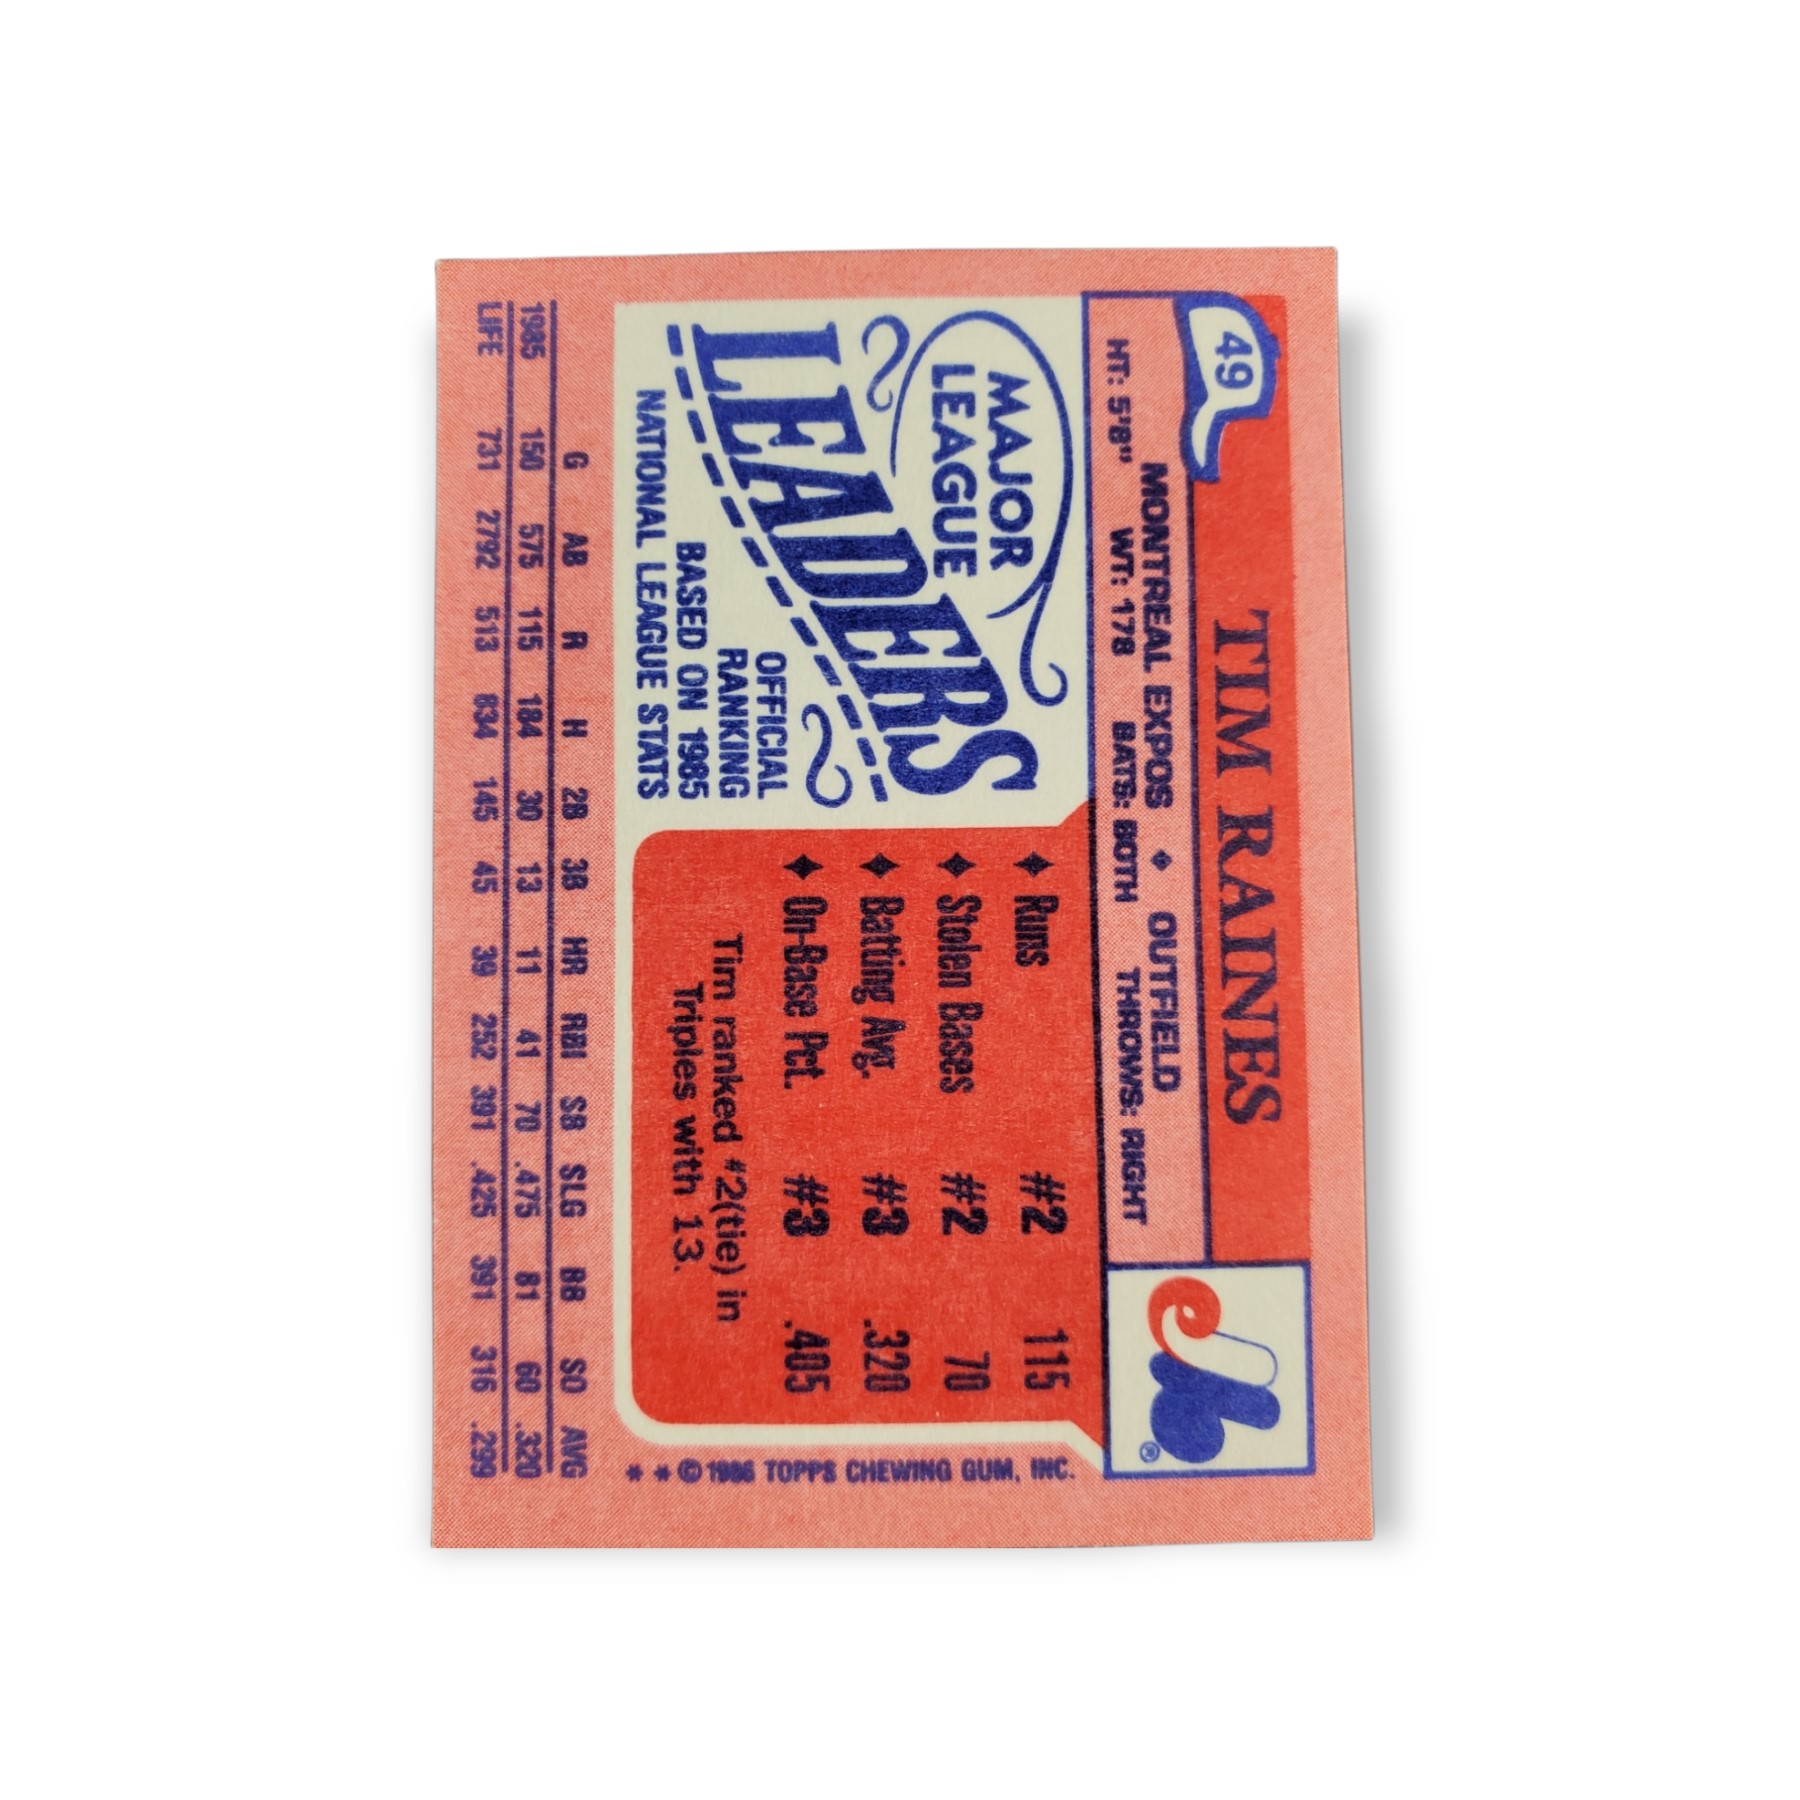 49
TIM RAINES
MONTREAL EXPOS ♦ OUTFIELD
HT: 5'8" WT: 178 BATS: BOTH THROWS: RIGHT
MAJOR
LEAGUE
LEADERS
OFFICIAL
RANKING
BASED ON 1985
NATIONAL LEAGUE STATS
♦ Runs #2 115
♦ Stolen Bases #2 70
♦ Batting Avg. #3 .320
♦ On-Base Pct. #3 .405
Tim ranked #2(tie) in
Triples with 13.
eb
®
G AB R H 2B 3B HR RBI SB SLG BB SO AVG
1985 150 575 115 184 30 13 11 41 70 .475 81 60 .320
LIFE 731 2792 513 834 145 45 39 252 391 .425 391 316 .299
* * © 1986 TOPPS CHEWING GUM, INC.